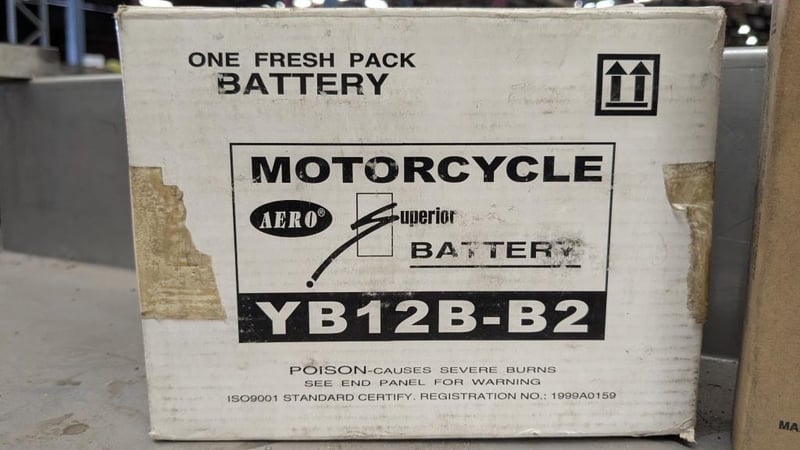 ONE FRESH PACK
BATTERY
MOTORCYCLE
AERO® Superior
BATTERY
YB12B-B2
POISON-CAUSES SEVERE BURNS
SEE END PANEL FOR WARNING
ISO9001 STANDARD CERTIFY. REGISTRATION NO.: 1999A0159
MA